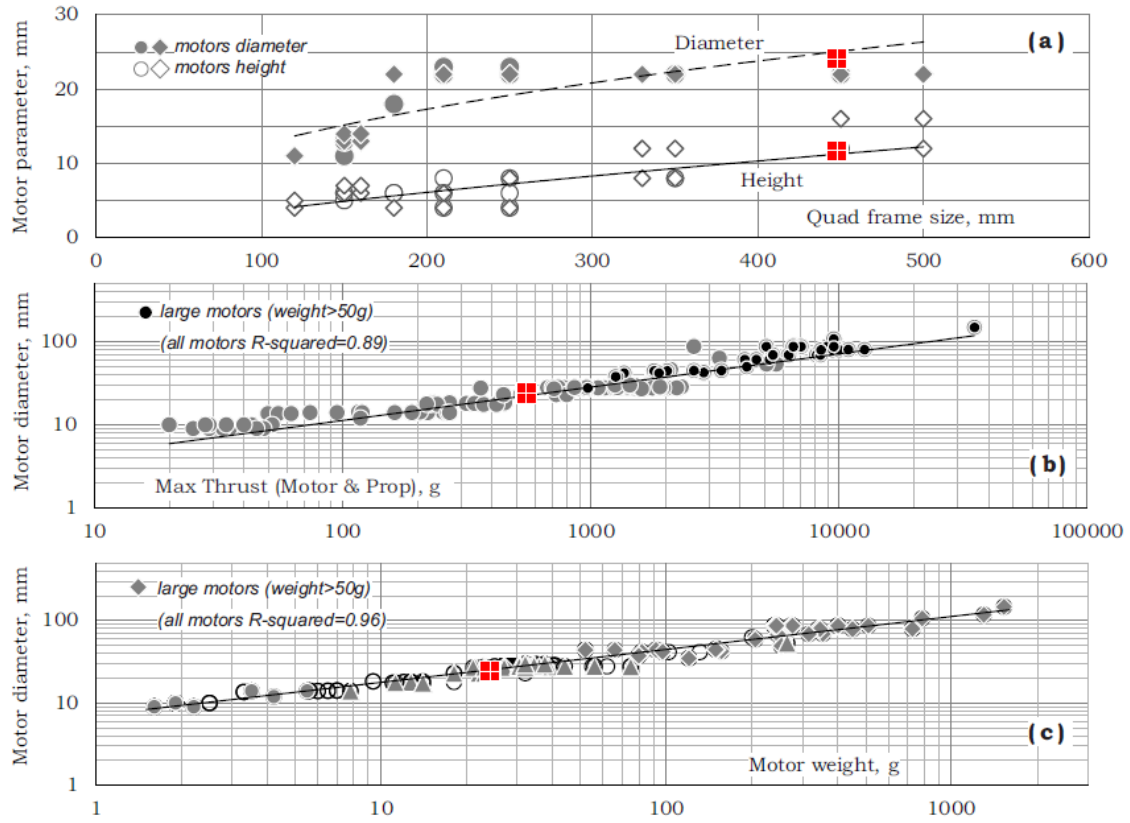 (a)
motors diameter
motors height
Diameter
Height
Quad frame size, mm
Motor parameter, mm
30
20
10
0
0 100 200 300 400 500 600
large motors (weight>50g)
(all motors R-squared=0.89)
Motor diameter, mm
100
10
1
(b)
Max Thrust (Motor & Prop), g
10 100 1000 10000 100000
large motors (weight>50g)
(all motors R-squared=0.96)
Motor diameter, mm
100
10
1
(c)
Motor weight, g
1 10 100 1000